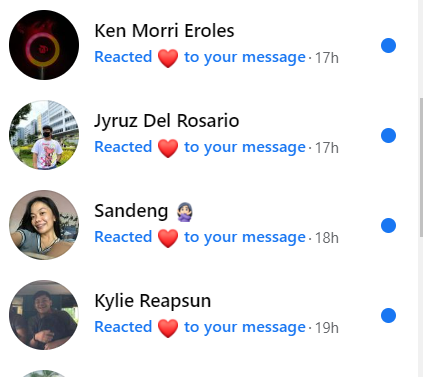 Ken Morri Eroles
Reacted ❤️ to your message · 17h
Jyruz Del Rosario
Reacted ❤️ to your message · 17h
Sandeng 🙅🏻‍♀️
Reacted ❤️ to your message · 18h
Kylie Reapsun
Reacted ❤️ to your message · 19h